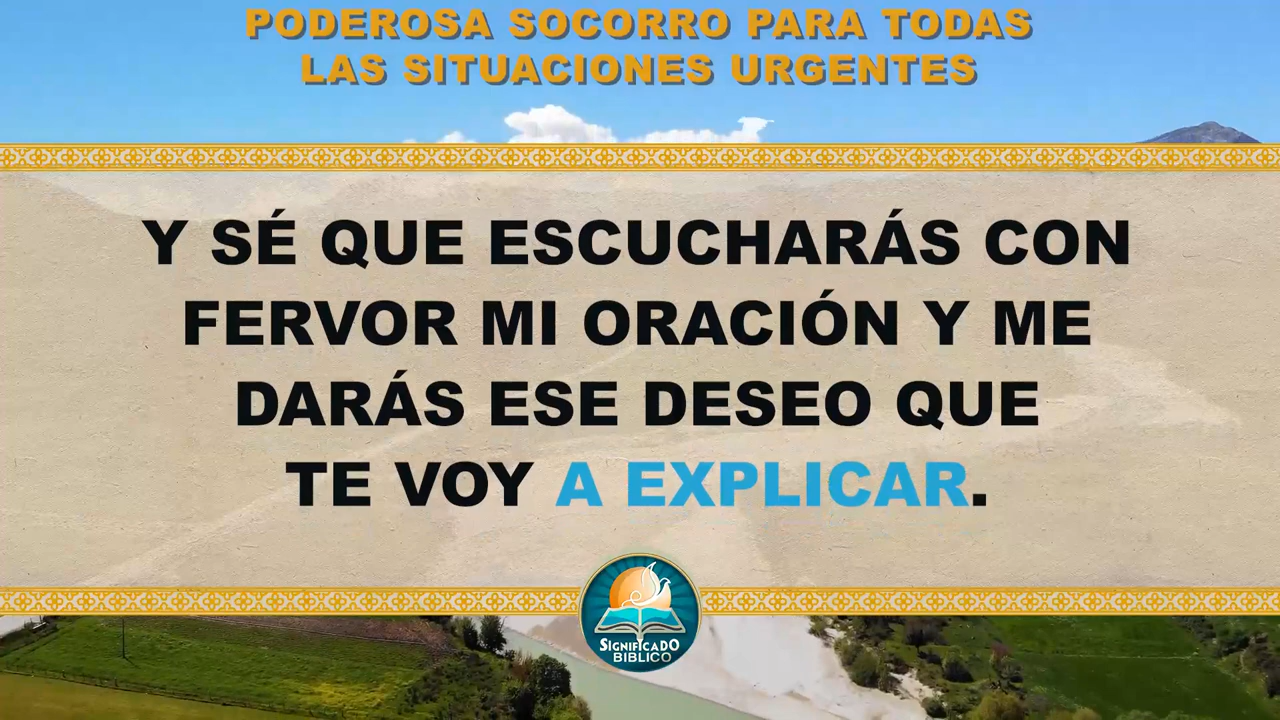 PODEROSA SOCORRO PARA TODAS
LAS SITUACIONES URGENTES
Y SÉ QUE ESCUCHARÁS CON
FERVOR MI ORACIÓN Y ME
DARÁS ESE DESEO QUE
TE VOY A EXPLICAR.
SIGNIFICADO
BIBLICO